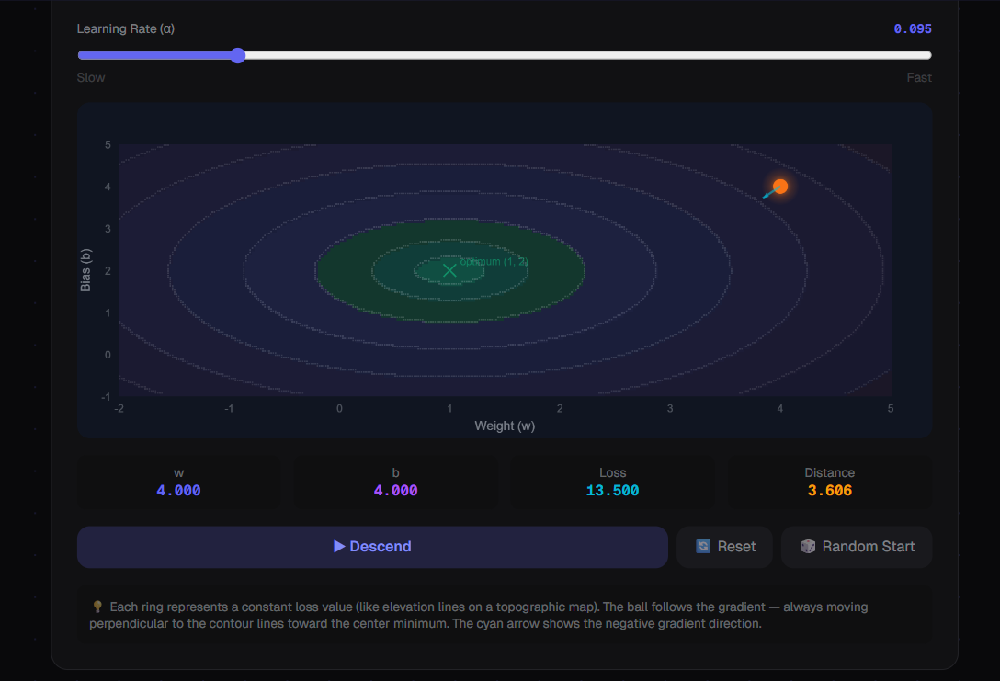 Learning Rate (α) 0.095
Slow Fast
5
4
3
2
1
0
-1
Bias (b)
optimum (1, 2)
-2 -1 0 1 2 3 4 5
Weight (w)
w b Loss Distance
4.000 4.000 13.500 3.606
▶ Descend 🔄 Reset 🎲 Random Start
💡 Each ring represents a constant loss value (like elevation lines on a topographic map). The ball follows the gradient — always moving
perpendicular to the contour lines toward the center minimum. The cyan arrow shows the negative gradient direction.